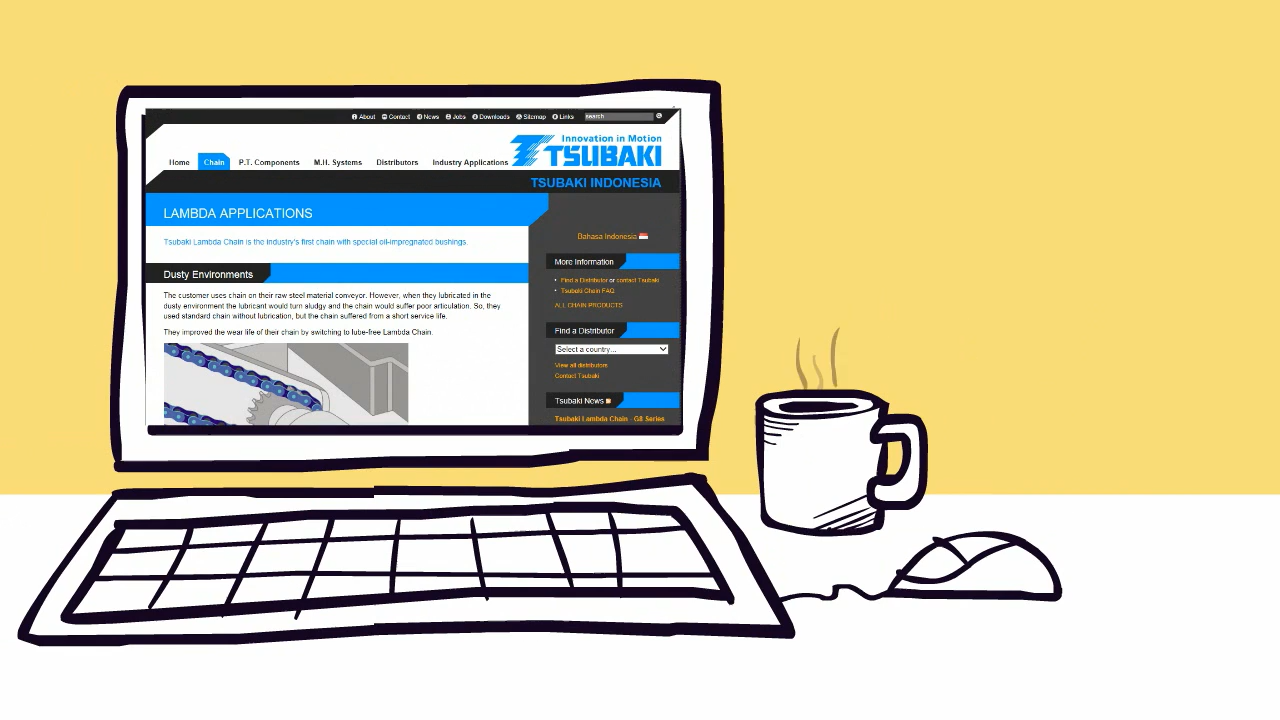 About Contact News Jobs Downloads Sitemap Links search
Innovation in Motion
TSUBAKI
Home Chain P.T. Components M.H. Systems Distributors Industry Applications
TSUBAKI INDONESIA
LAMBDA APPLICATIONS
Tsubaki Lambda Chain is the industry's first chain with special oil-impregnated bushings.
Dusty Environments
The customer uses chain on their raw steel material conveyor. However, when they lubricated in the
dusty environment the lubricant would turn sludgy and the chain would suffer poor articulation. So, they
used standard chain without lubrication, but the chain suffered from a short service life.
They improved the wear life of their chain by switching to lube-free Lambda Chain.
Bahasa Indonesia
More Information
• Find a Distributor or contact Tsubaki
• Tsubaki Chain FAQ
ALL CHAIN PRODUCTS
Find a Distributor
Select a country...
View all distributors
Contact Tsubaki
Tsubaki News
Tsubaki Lambda Chain - G8 Series